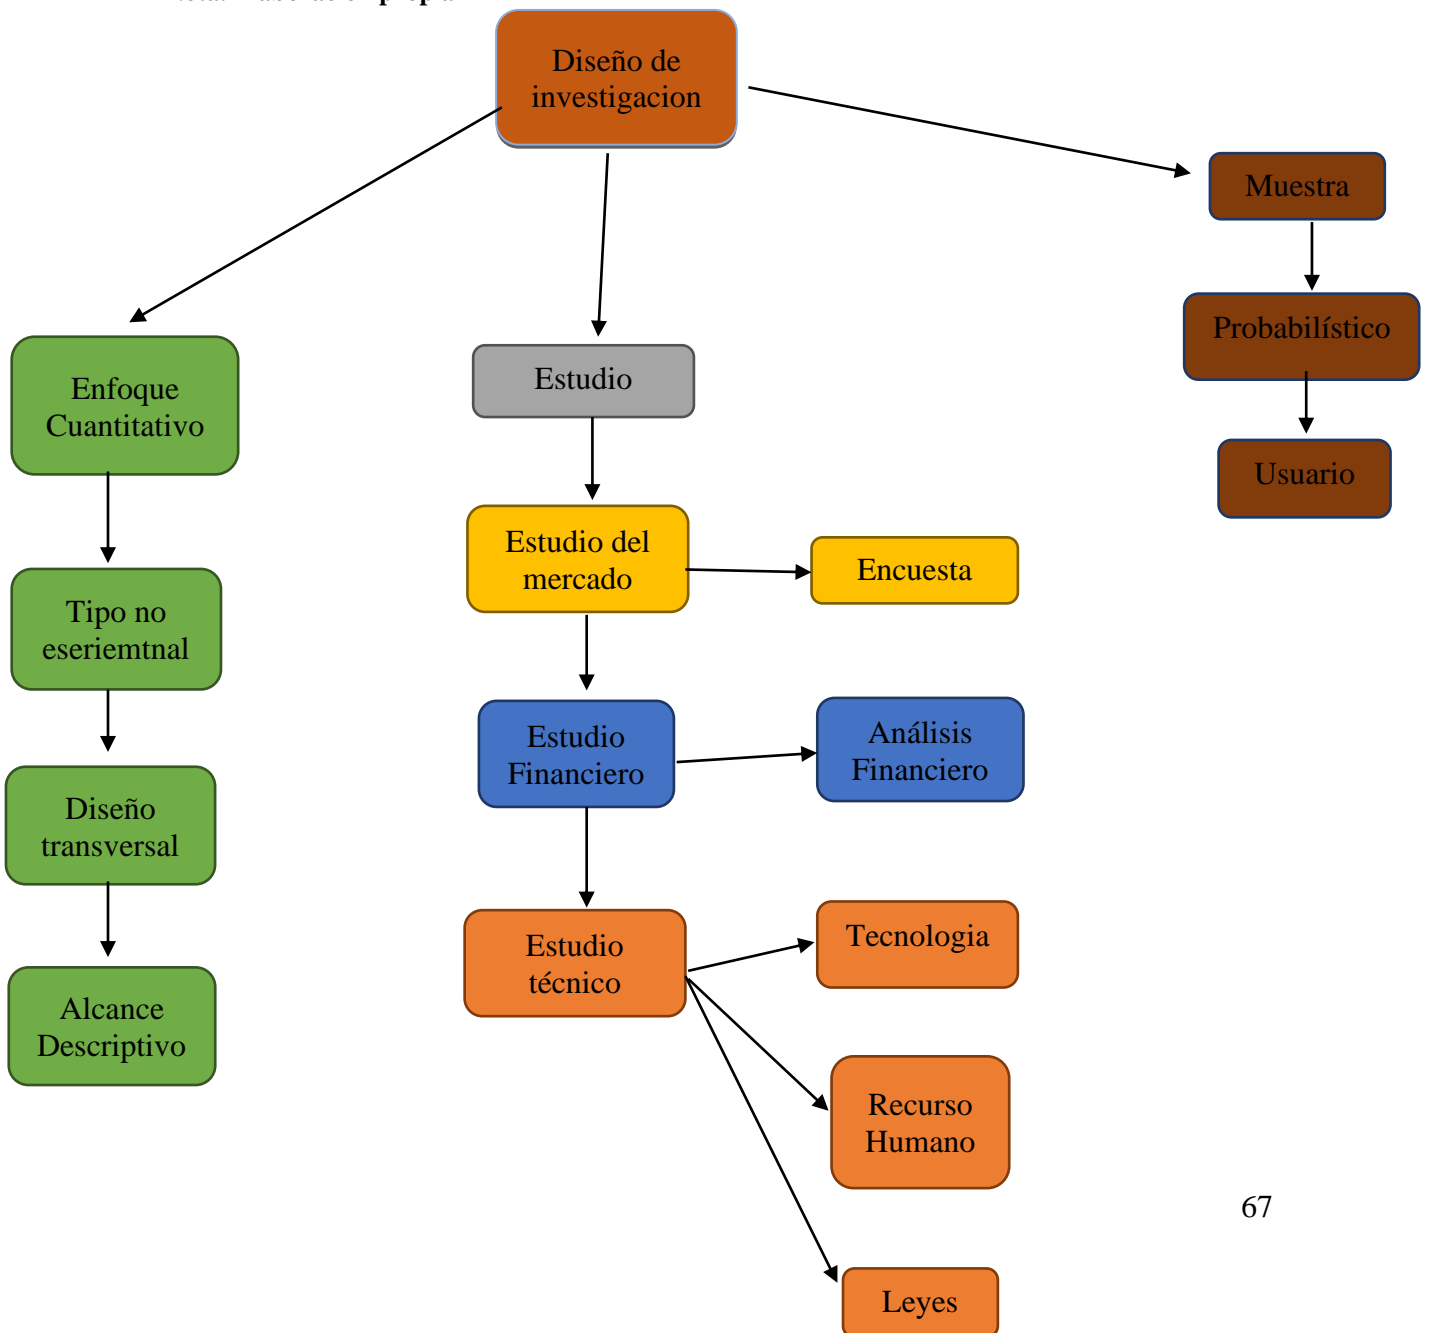 Diseño de
investigacion
Muestra
Probabilístico
Usuario
Enfoque
Cuantitativo
Tipo no
eseriemtnal
Diseño
transversal
Alcance
Descriptivo
Estudio
Estudio del
mercado
Encuesta
Estudio
Financiero
Análisis
Financiero
Estudio
técnico
Tecnologia
Recurso
Humano
Leyes
67